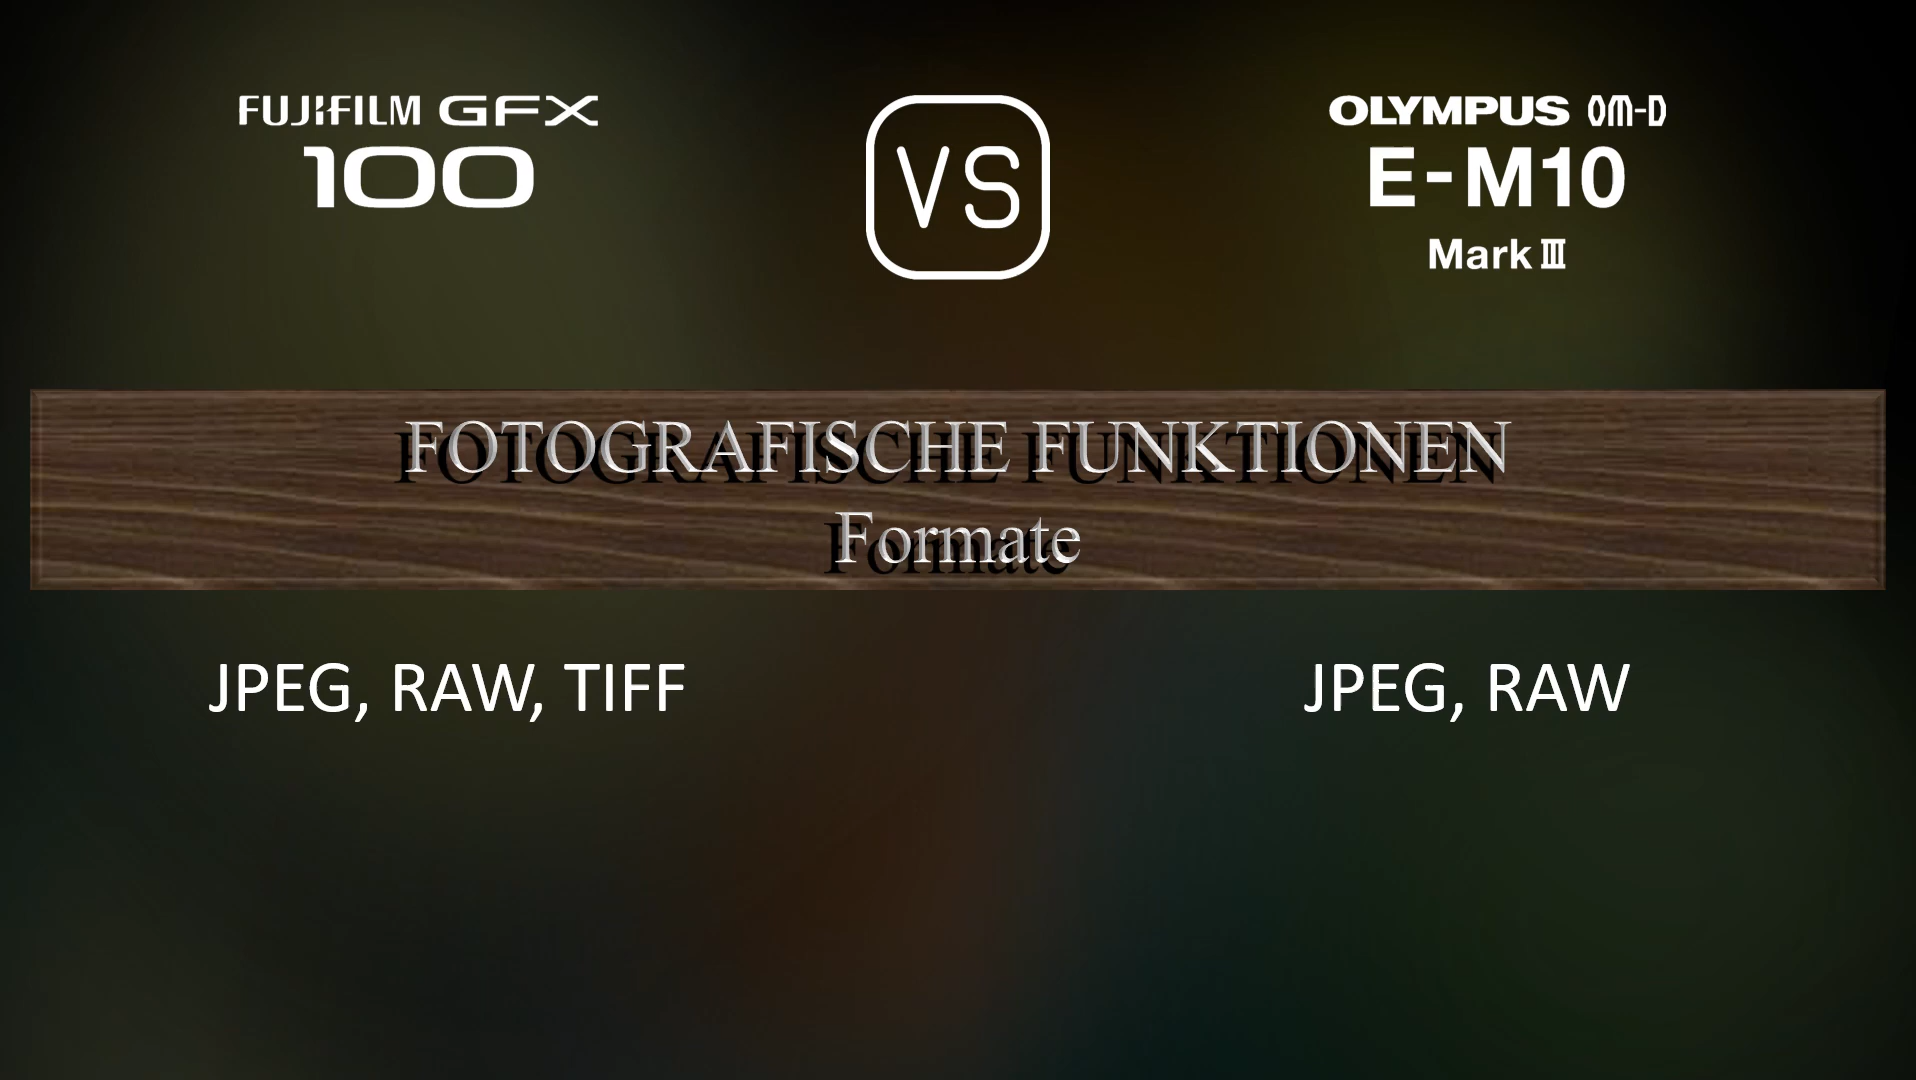 FUJIFILM GFX
100
VS
OLYMPUS OM-D
E-M10
Mark III
FOTOGRAFISCHE FUNKTIONEN
Formate
JPEG, RAW, TIFF
JPEG, RAW